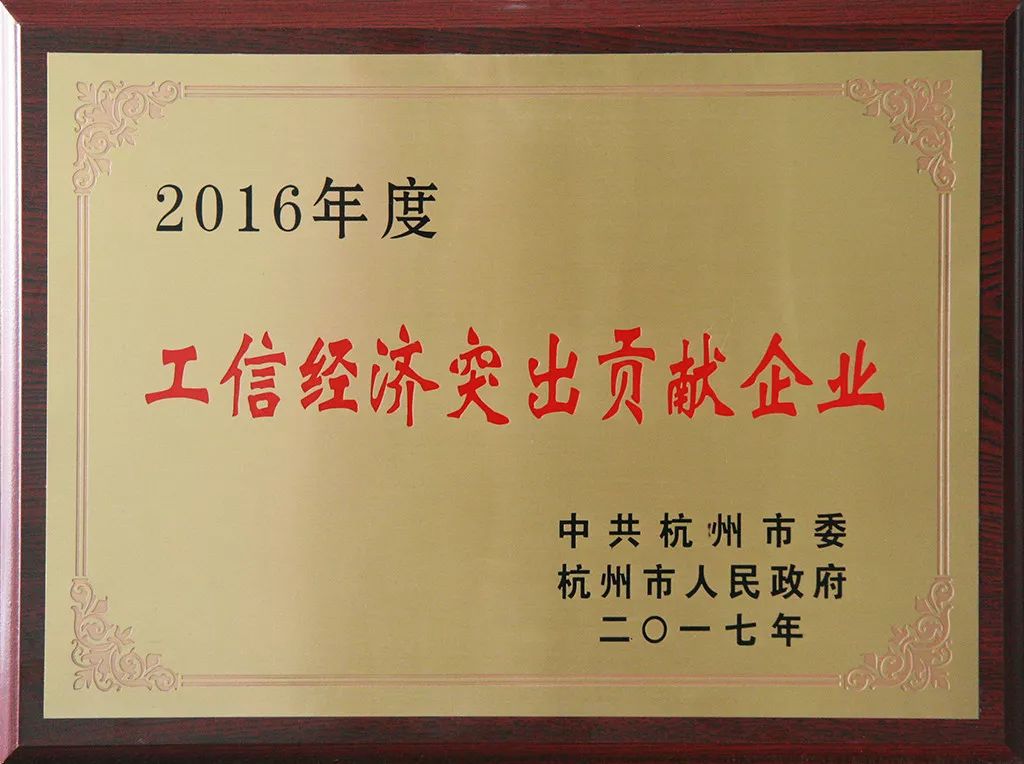 2016年度
工信经济突出贡献企业
中共杭州市委
杭州市人民政府
二〇一七年